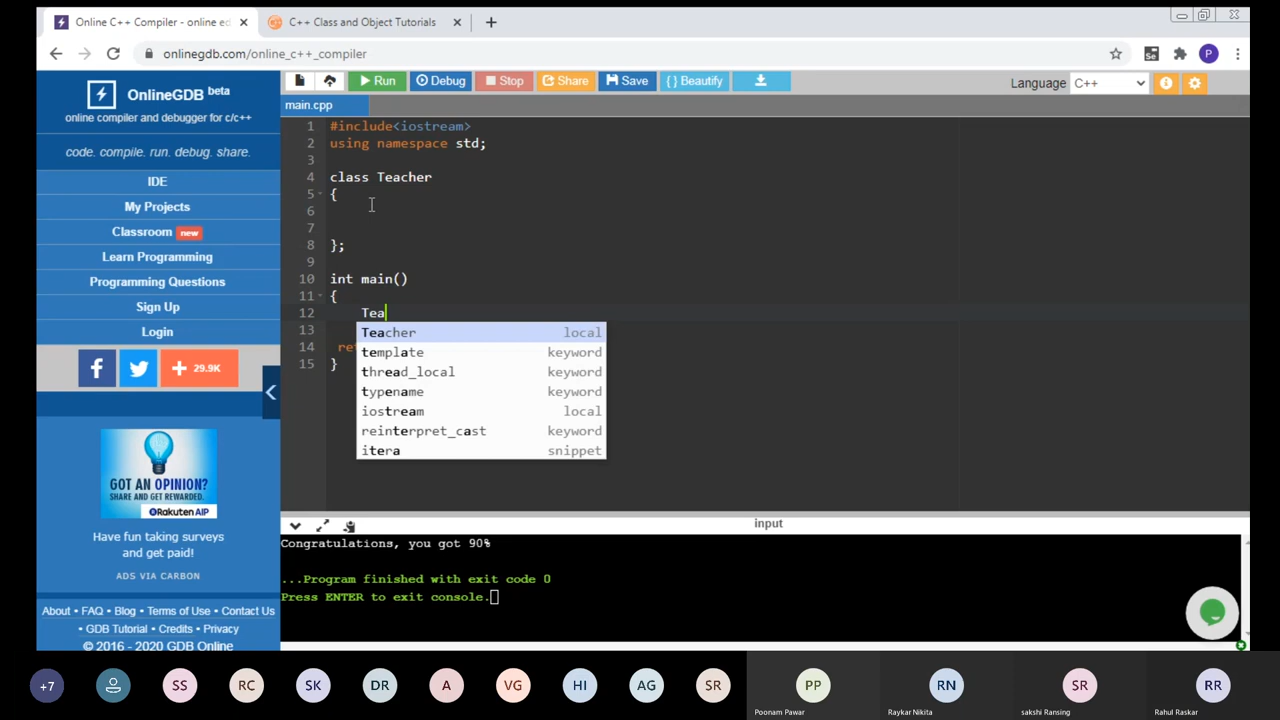 Online C++ Compiler - online ed
C++ Class and Object Tutorials
onlinegdb.com/online_c++_compiler
Se
P
OnlineGDB beta
online compiler and debugger for c/c++
code. compile. run. debug. share.
IDE
My Projects
Classroom new
Learn Programming
Programming Questions
Sign Up
Login
29.9K
GOT AN OPINION?
SHARE AND GET REWARDED.
Rakuten AIP
Have fun taking surveys
and get paid!
ADS VIA CARBON
About • FAQ • Blog • Terms of Use • Contact Us
• GDB Tutorial • Credits • Privacy
© 2016 - 2020 GDB Online
Run Debug Stop Share Save { } Beautify
Language C++
main.cpp
1 #include<iostream>
2 using namespace std;
3
4 class Teacher
5 {
6
7
8 };
9
10 int main()
11 {
12 Tea
13
14 re
15 }
Teacher local
template keyword
thread_local keyword
typename keyword
iostream local
reinterpret_cast keyword
itera snippet
input
Congratulations, you got 90%
...Program finished with exit code 0
Press ENTER to exit console.
+7 SS RC SK DR A VG HI AG SR PP RN SR RR
Poonam Pawar Raykar Nikita sakshi Ransing Rahul Raskar